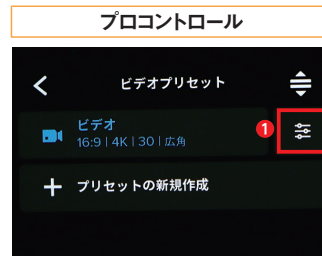 プロコントロール
ビデオプリセット
ビデオ
16:9 | 4K | 30 | 広角
1
プリセットの新規作成